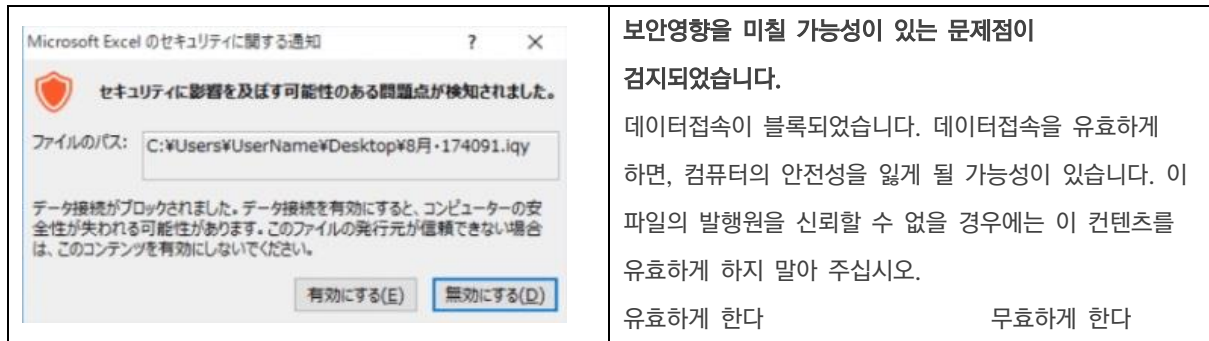 Microsoft Excel のセキュリティに関する通知 ? ×
セキュリティに影響を及ぼす可能性のある問題点が検知されました。
ファイルのパス: C:¥Users¥UserName¥Desktop¥8月・174091.iqy
データ接続がブロックされました。データ接続を有効にすると、コンピューターの安
全性が失われる可能性があります。このファイルの発行元が信頼できない場合
は、このコンテンツを有効にしないでください。
有効にする(E) 無効にする(D)
보안영향을 미칠 가능성이 있는 문제점이
검지되었습니다.
데이터접속이 블록되었습니다. 데이터접속을 유효하게
하면, 컴퓨터의 안전성을 잃게 될 가능성이 있습니다. 이
파일의 발행원을 신뢰할 수 없을 경우에는 이 컨텐츠를
유효하게 하지 말아 주십시오.
유효하게 한다 무효하게 한다